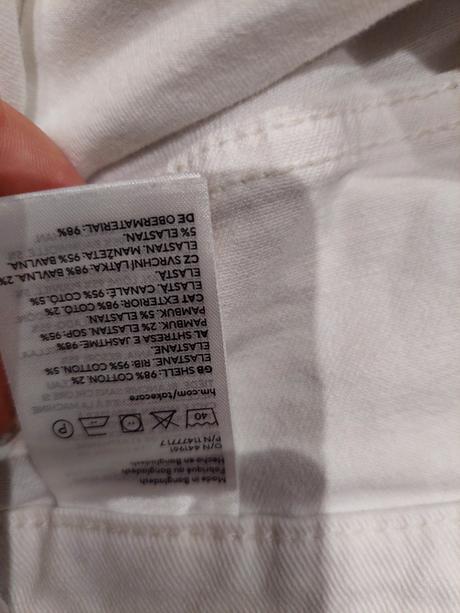 Made in Bangladesh
Fabriqué au Bangladesh
Hecho en Bangladesh
O/N 441961
P/N 1147717
40 P
hm.com/takecare
GB SHELL: 98% COTTON, 2%
ELASTANE. RIB: 95% COTTON, 5%
ELASTANE.
AL SHTRESA E JASHTME: 98%
PAMBUK, 2% ELASTAN. SOP: 95%
PAMBUK, 5% ELASTAN.
CAT EXTERIOR: 98% COTÓ, 2%
ELASTÀ. CANALÉ: 95% COTÓ, 5%
ELASTÀ.
CZ SVRCHNÍ LÁTKA: 98% BAVLNA, 2%
ELASTAN. MANŽETA: 95% BAVLNA,
5% ELASTAN.
DE OBERMATERIAL: 98%